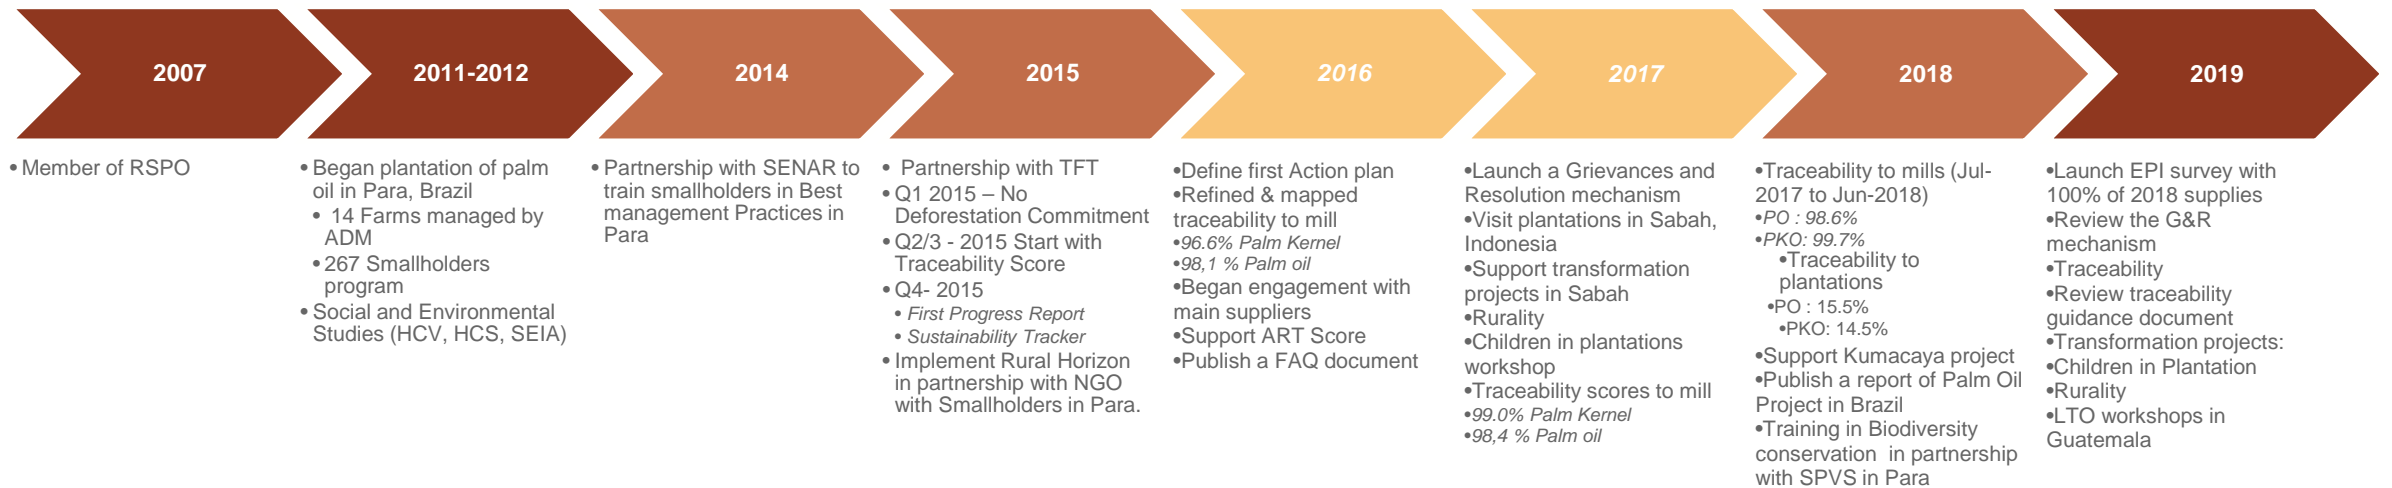 2007
2011-2012
2014
2015
2016
2017
2018
2019
• Member of RSPO
• Began plantation of palm
oil in Para, Brazil
• 14 Farms managed by
ADM
• 267 Smallholders
program
• Social and Environmental
Studies (HCV, HCS, SEIA)
• Partnership with SENAR to
train smallholders in Best
management Practices in
Para
• Partnership with TFT
• Q1 2015 – No
Deforestation Commitment
• Q2/3 - 2015 Start with
Traceability Score
• Q4- 2015
• First Progress Report
• Sustainability Tracker
• Implement Rural Horizon
in partnership with NGO
with Smallholders in Para.
•Define first Action plan
•Refined & mapped
traceability to mill
•96.6% Palm Kernel
•98,1 % Palm oil
•Began engagement with
main suppliers
•Support ART Score
•Publish a FAQ document
•Launch a Grievances and
Resolution mechanism
•Visit plantations in Sabah,
Indonesia
•Support transformation
projects in Sabah
•Rurality
•Children in plantations
workshop
•Traceability scores to mill
•99.0% Palm Kernel
•98,4 % Palm oil
•Traceability to mills (Jul-
2017 to Jun-2018)
•PO : 98.6%
•PKO: 99.7%
•Traceability to
plantations
•PO : 15.5%
•PKO: 14.5%
•Support Kumacaya project
•Publish a report of Palm Oil
Project in Brazil
•Training in Biodiversity
conservation in partnership
with SPVS in Para
•Launch EPI survey with
100% of 2018 supplies
•Review the G&R
mechanism
•Traceability
•Review traceability
guidance document
•Transformation projects:
•Children in Plantation
•Rurality
•LTO workshops in
Guatemala